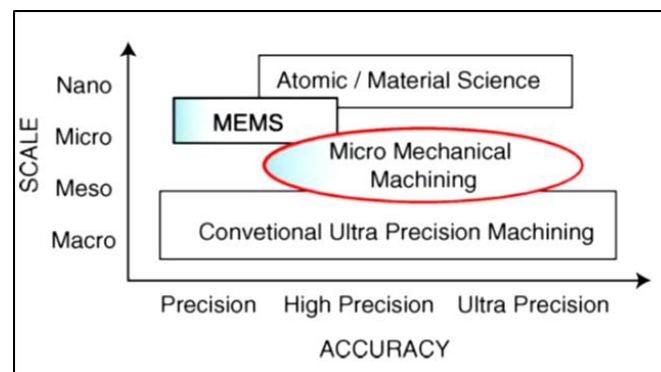 Nano
Atomic / Material Science
MEMS
Micro
Micro Mechanical
Machining
SCALE
Meso
Macro
Convetional Ultra Precision Machining
Precision
High Precision
Ultra Precision
ACCURACY